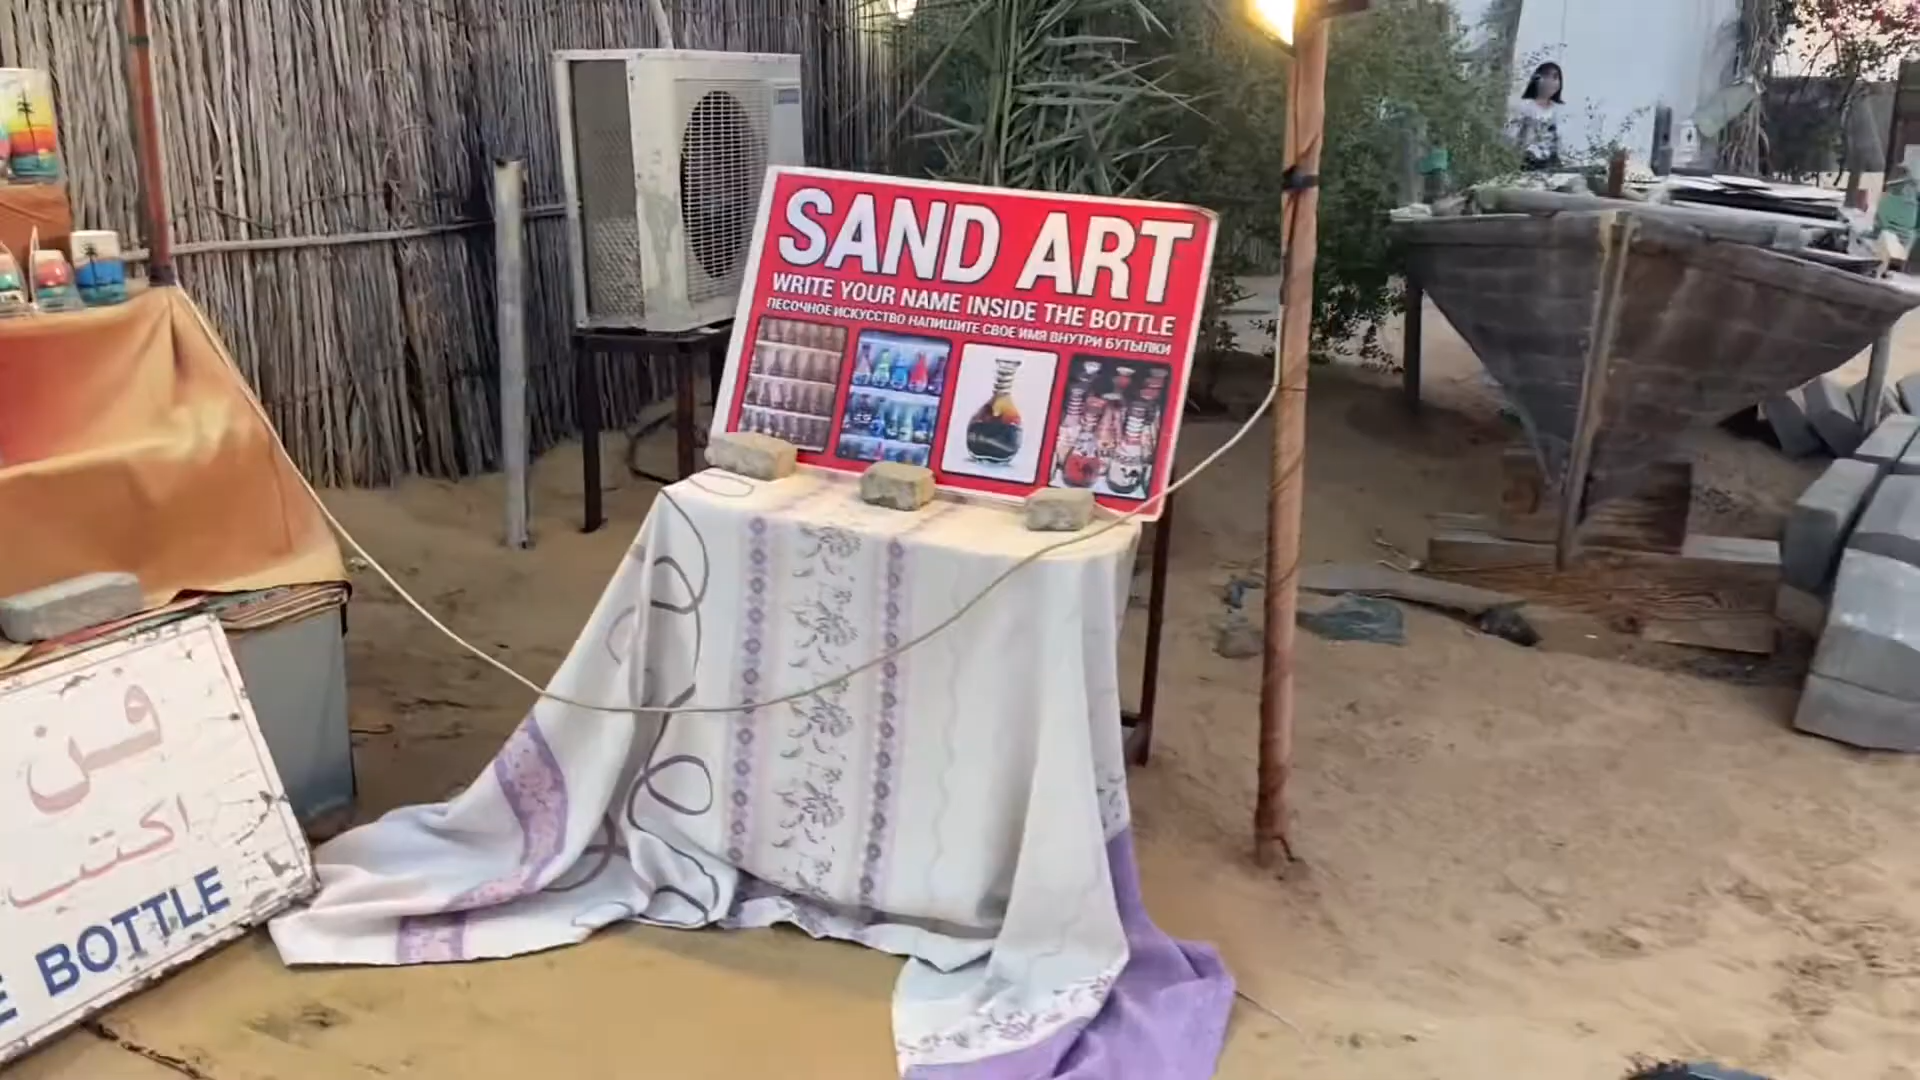 SAND ART
WRITE YOUR NAME INSIDE THE BOTTLE
ПЕСОЧНОЕ ИСКУССТВО НАПИШИТЕ СВОЕ ИМЯ ВНУТРИ БУТЫЛКИ
فن
اكتب
E BOTTLE